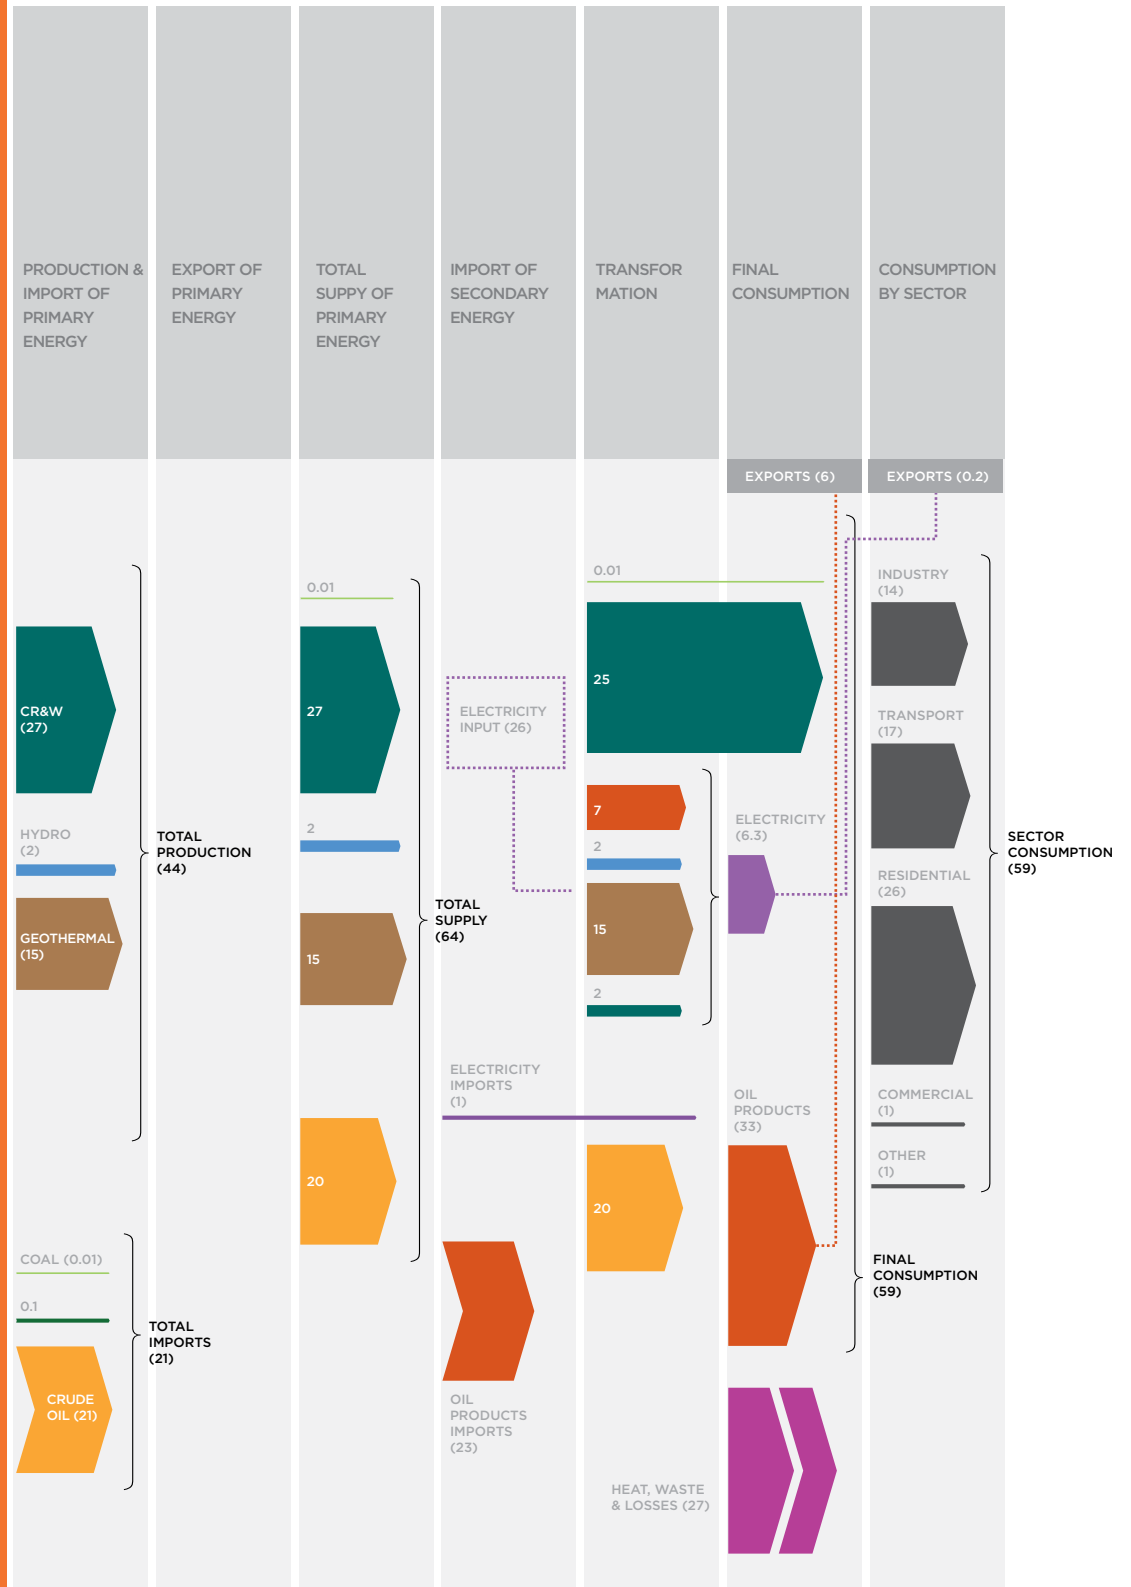 PRODUCTION &
IMPORT OF
PRIMARY
ENERGY
EXPORT OF
PRIMARY
ENERGY
TOTAL
SUPPY OF
PRIMARY
ENERGY
IMPORT OF
SECONDARY
ENERGY
TRANSFOR
MATION
FINAL
CONSUMPTION
CONSUMPTION
BY SECTOR
EXPORTS (6)
EXPORTS (0.2)
CR&W
(27)
HYDRO
(2)
GEOTHERMAL
(15)
TOTAL
PRODUCTION
(44)
COAL (0.01)
0.1
CRUDE
OIL (21)
TOTAL
IMPORTS
(21)
0.01
27
2
15
20
TOTAL
SUPPLY
(64)
ELECTRICITY
INPUT (26)
ELECTRICITY
IMPORTS
(1)
OIL
PRODUCTS
IMPORTS
(23)
0.01
25
7
2
15
2
20
HEAT, WASTE
& LOSSES (27)
ELECTRICITY
(6.3)
OIL
PRODUCTS
(33)
FINAL
CONSUMPTION
(59)
INDUSTRY
(14)
TRANSPORT
(17)
RESIDENTIAL
(26)
COMMERCIAL
(1)
OTHER
(1)
SECTOR
CONSUMPTION
(59)